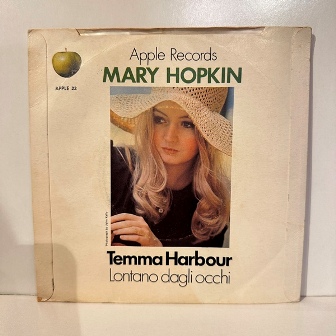 Apple Records
MARY HOPKIN
APPLE 22
Temma Harbour
Lontano dagli occhi